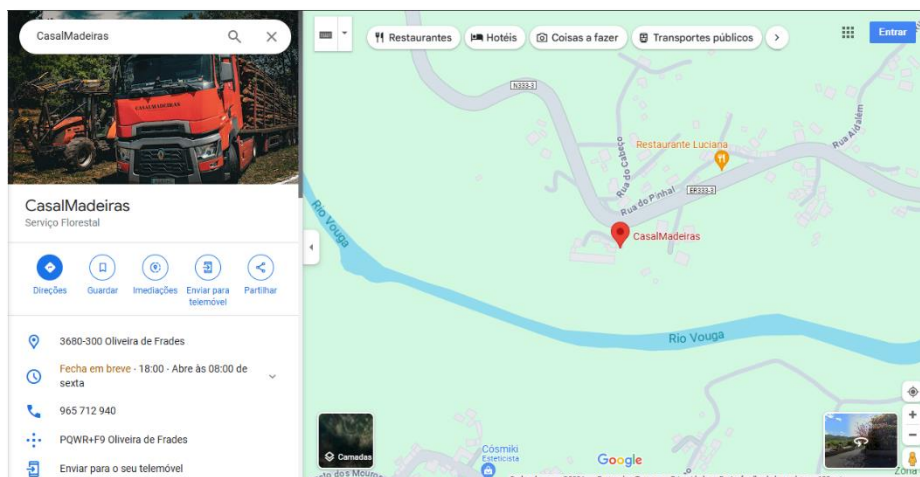 CasalMadeiras
CASALMADEIRAS
CasalMadeiras
Serviço Florestal
Direções
Guardar
Imediações
Enviar para telemóvel
Partilhar
3680-300 Oliveira de Frades
Fecha em breve - 18:00 - Abre às 08:00 de
sexta
965 712 940
PQWR+F9 Oliveira de Frades
Enviar para o seu telemóvel
Restaurantes
Hotéis
Coisas a fazer
Transportes públicos
Entrar
N333-3
Rua Aidalém
Restaurante Luciana
Rua do Cabeço
ER333-3
Rua do Pinhal
CasalMadeiras
Rio Vouga
Rio Vouga
Camadas
Cósmiki
Esteticista
Google
Zona